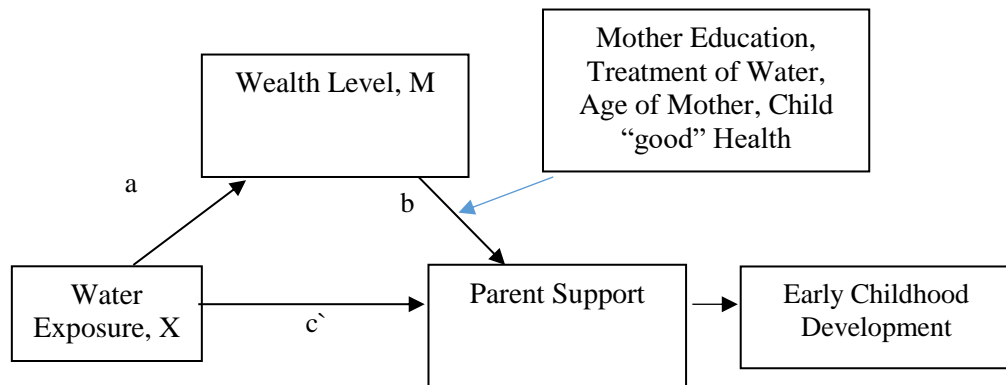 Wealth Level, M
Mother Education,
Treatment of Water,
Age of Mother, Child
“good” Health
a
b
Water
Exposure, X
c`
Parent Support
Early Childhood
Development